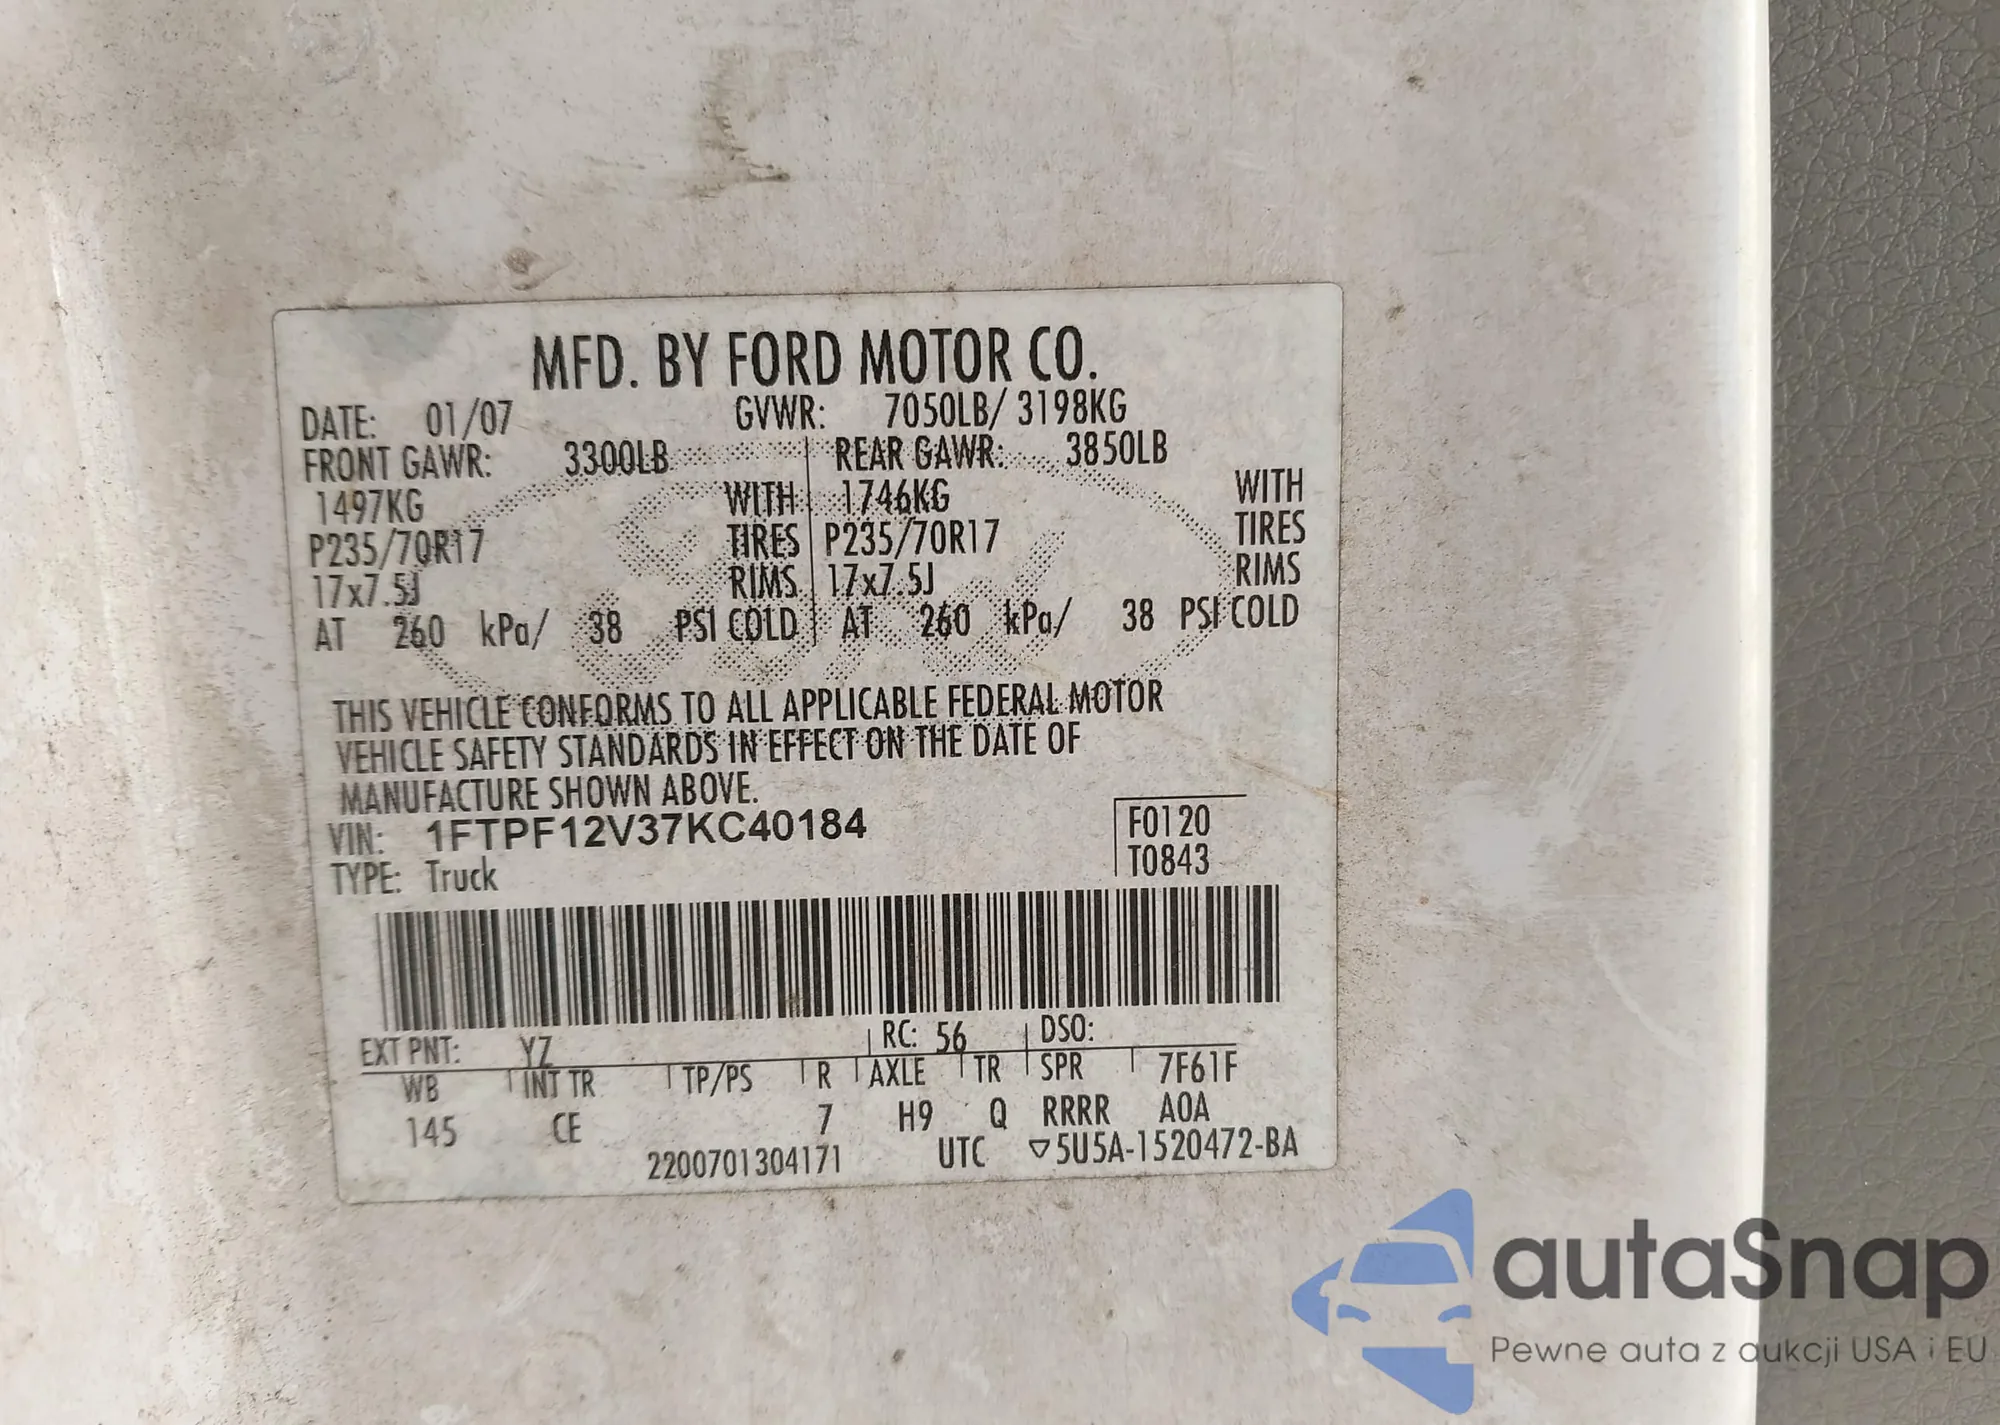 MFD. BY FORD MOTOR CO.
DATE: 01/07 GVWR: 7050LB/ 3198KG
FRONT GAWR: 3300LB REAR GAWR: 3850LB
1497KG WITH 1746KG WITH
P235/70R17 TIRES P235/70R17 TIRES
17x7.5J RIMS 17x7.5J RIMS
AT 260 kPa/ 38 PSI COLD AT 260 kPa/ 38 PSI COLD
THIS VEHICLE CONFORMS TO ALL APPLICABLE FEDERAL MOTOR
VEHICLE SAFETY STANDARDS IN EFFECT ON THE DATE OF
MANUFACTURE SHOWN ABOVE.
VIN: 1FTPF12V37KC40184 F0120
TYPE: Truck T0843
EXT PNT: YZ RC: 56 DSO:
WB INT TR TP/PS R AXLE TR SPR 7F61F
145 CE 7 H9 Q RRRR A0A
2200701304171 UTC ▽5U5A-1520472-BA
autaSnap
Pewne auta z aukcji USA i EU